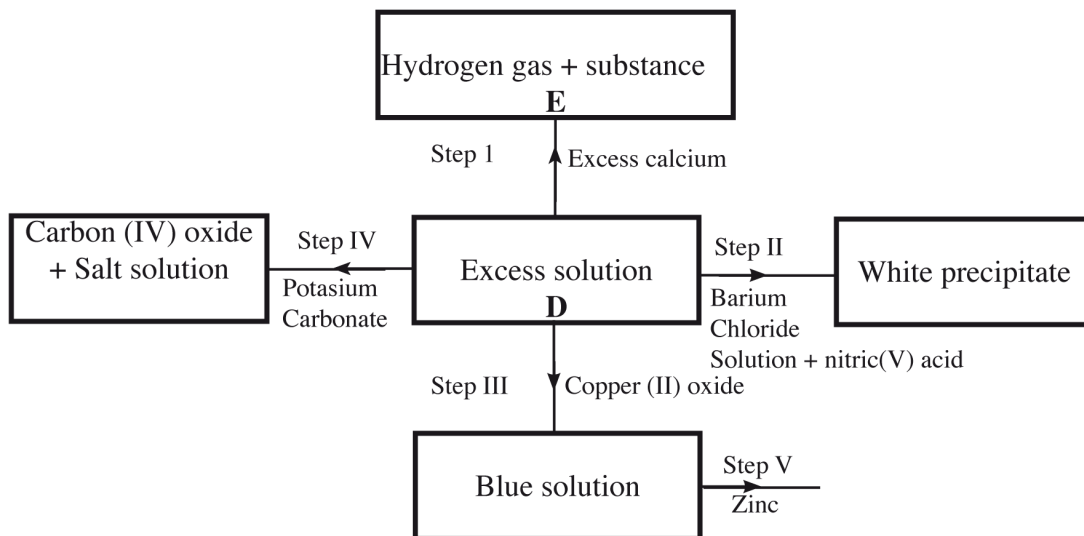 Hydrogen gas + substance
E
Step 1
Excess calcium
Carbon (IV) oxide
+ Salt solution
Step IV
Potasium
Carbonate
Excess solution
D
Step II
Barium
Chloride
Solution + nitric(V) acid
White precipitate
Step III
Copper (II) oxide
Blue solution
Step V
Zinc